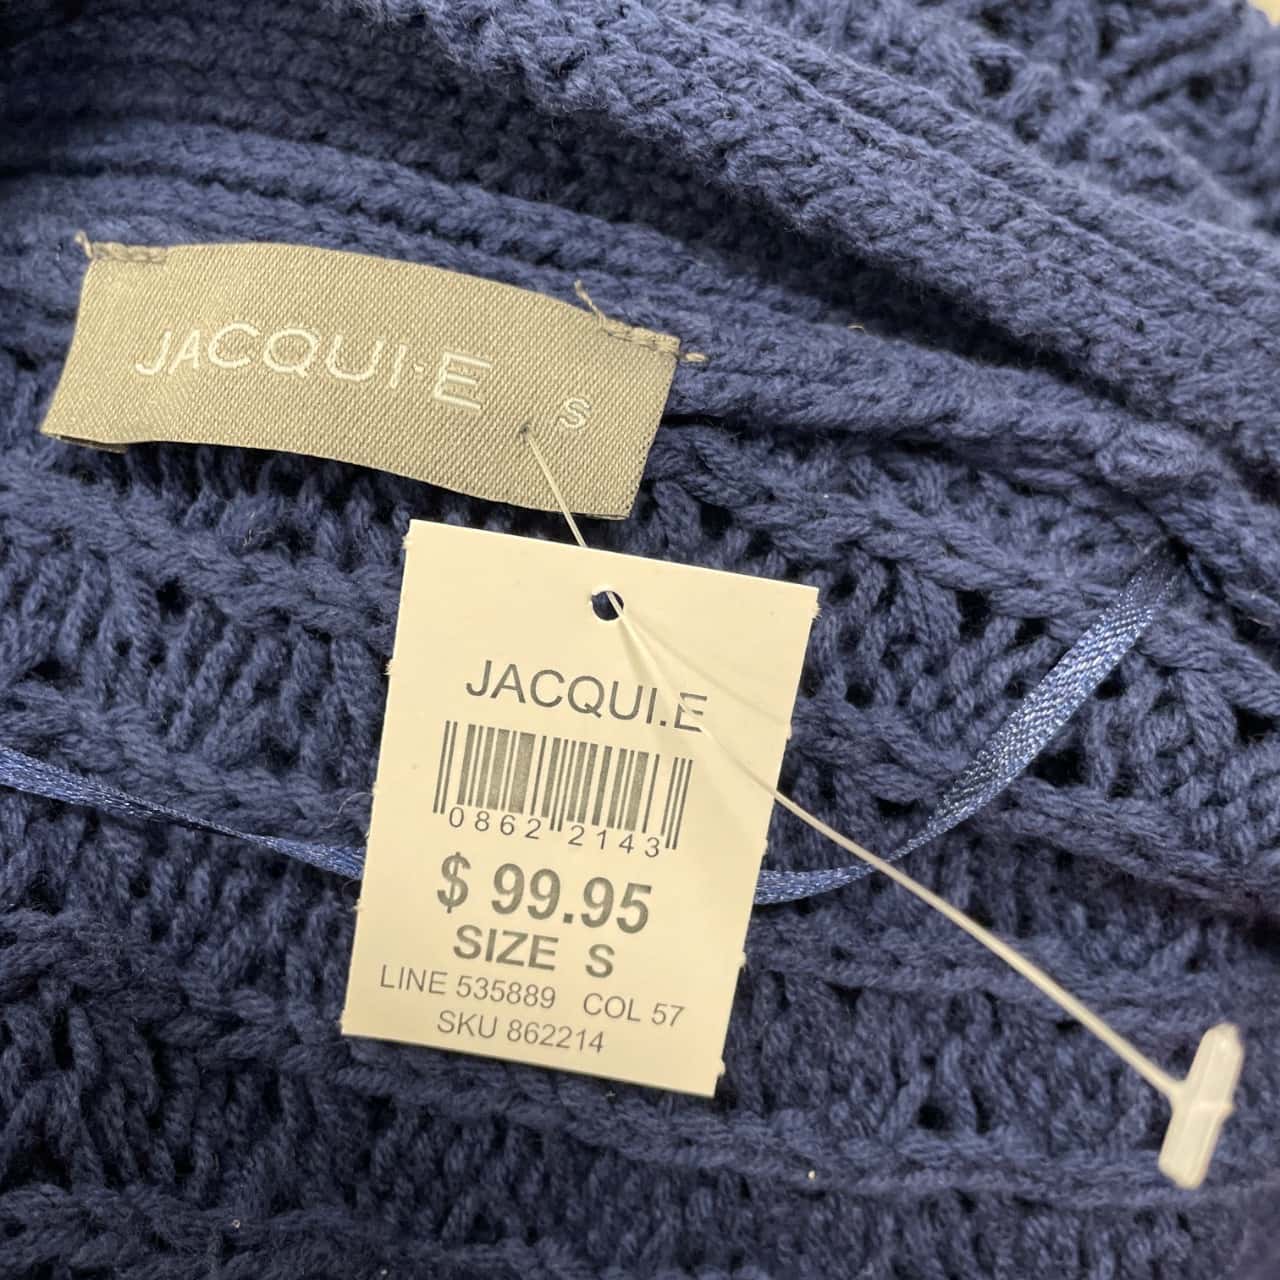 JACQUI·E S
JACQUI.E
0862 2143
$ 99.95
SIZE S
LINE 535889 COL 57
SKU 862214